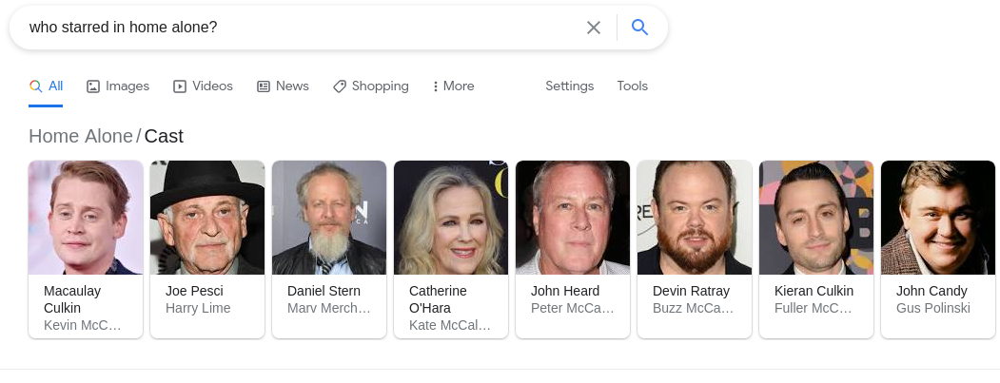 who starred in home alone?
All Images Videos News Shopping More Settings Tools
Home Alone / Cast
Macaulay Culkin
Kevin McC...
Joe Pesci
Harry Lime
Daniel Stern
Marv Merch...
Catherine O'Hara
Kate McCal...
John Heard
Peter McCa...
Devin Ratray
Buzz McCa...
Kieran Culkin
Fuller McC...
John Candy
Gus Polinski